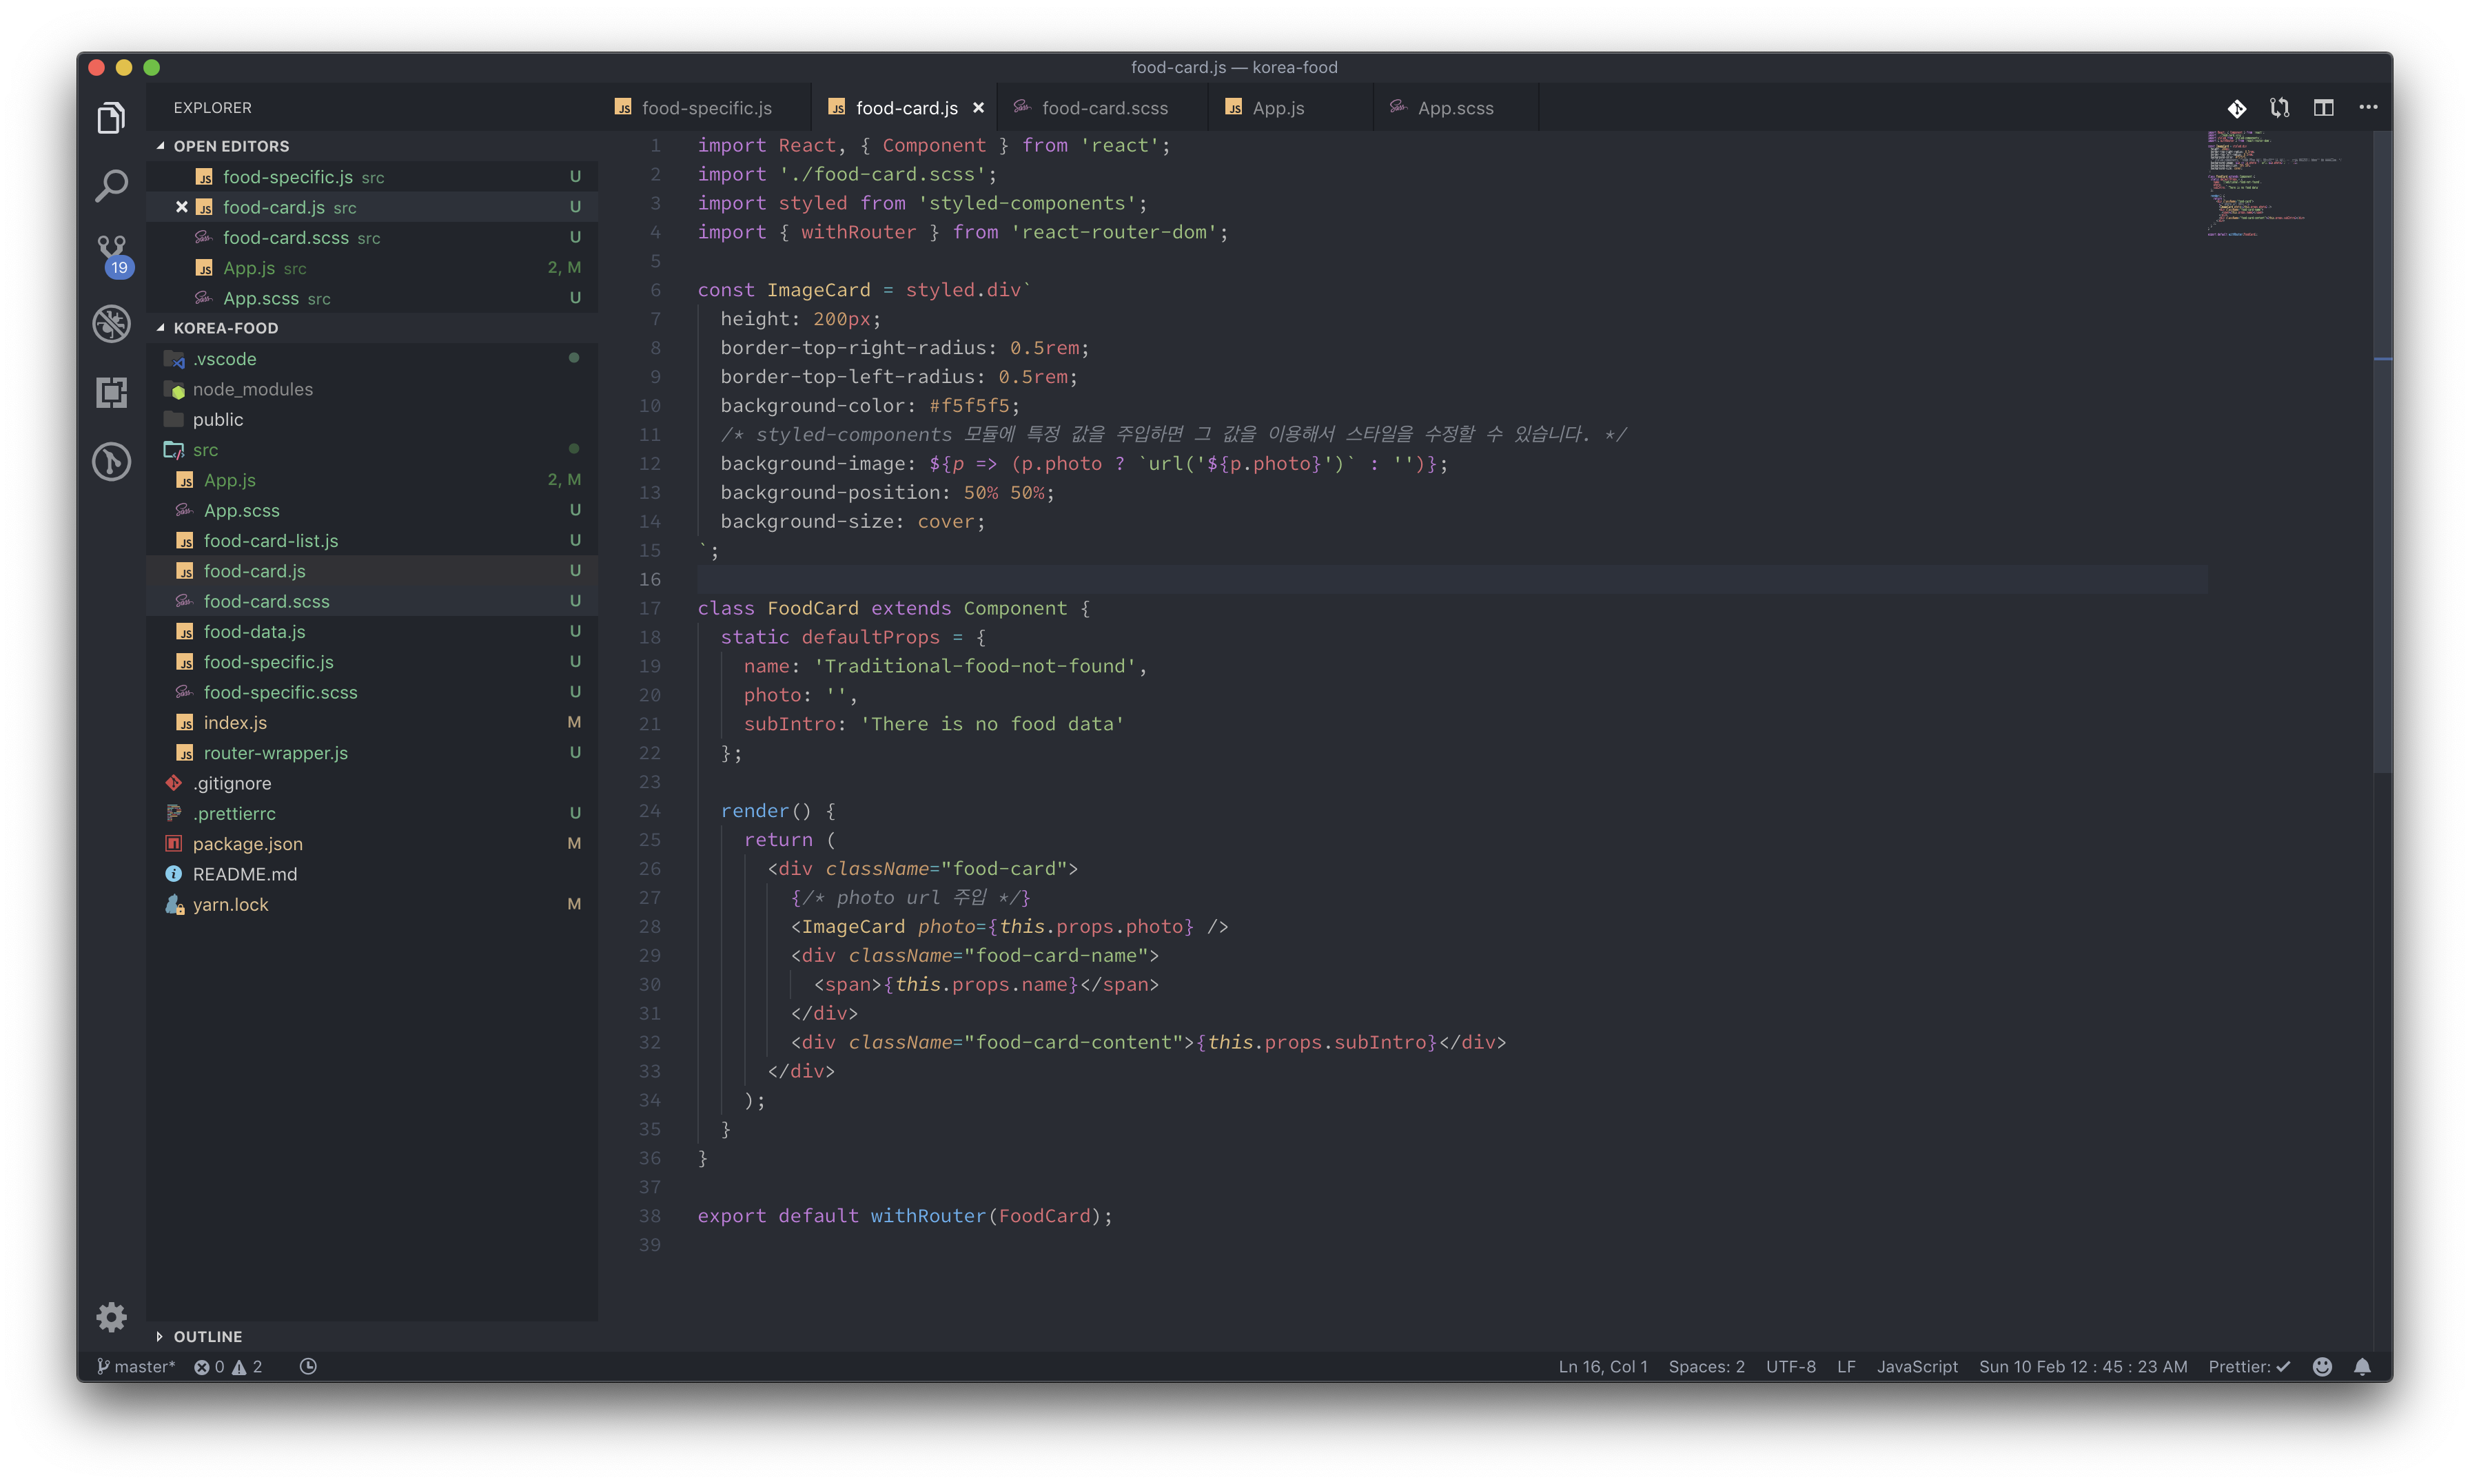 food-card.js — korea-food
EXPLORER
OPEN EDITORS
food-specific.js src U
food-card.js src U
food-card.scss src U
App.js src 2, M
App.scss src U
KOREA-FOOD
.vscode
node_modules
public
src
App.js 2, M
App.scss U
food-card-list.js U
food-card.js U
food-card.scss U
food-data.js U
food-specific.js U
food-specific.scss U
index.js M
router-wrapper.js U
.gitignore
.prettierrc U
package.json M
README.md
yarn.lock M
OUTLINE
19
food-specific.js food-card.js food-card.scss App.js App.scss
1 import React, { Component } from 'react';
2 import './food-card.scss';
3 import styled from 'styled-components';
4 import { withRouter } from 'react-router-dom';
5
6 const ImageCard = styled.div`
7 height: 200px;
8 border-top-right-radius: 0.5rem;
9 border-top-left-radius: 0.5rem;
10 background-color: #f5f5f5;
11 /* styled-components 모듈에 특정 값을 주입하면 그 값을 이용해서 스타일을 수정할 수 있습니다. */
12 background-image: ${p => (p.photo ? `url('${p.photo}')` : '')};
13 background-position: 50% 50%;
14 background-size: cover;
15 `;
16
17 class FoodCard extends Component {
18 static defaultProps = {
19 name: 'Traditional-food-not-found',
20 photo: '',
21 subIntro: 'There is no food data'
22 };
23
24 render() {
25 return (
26 <div className="food-card">
27 {/* photo url 주입 */}
28 <ImageCard photo={this.props.photo} />
29 <div className="food-card-name">
30 <span>{this.props.name}</span>
31 </div>
32 <div className="food-card-content">{this.props.subIntro}</div>
33 </div>
34 );
35 }
36 }
37
38 export default withRouter(FoodCard);
39
master* 0 2 Ln 16, Col 1 Spaces: 2 UTF-8 LF JavaScript Sun 10 Feb 12 : 45 : 23 AM Prettier: ✓